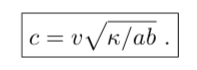 c = v√κ/ab .